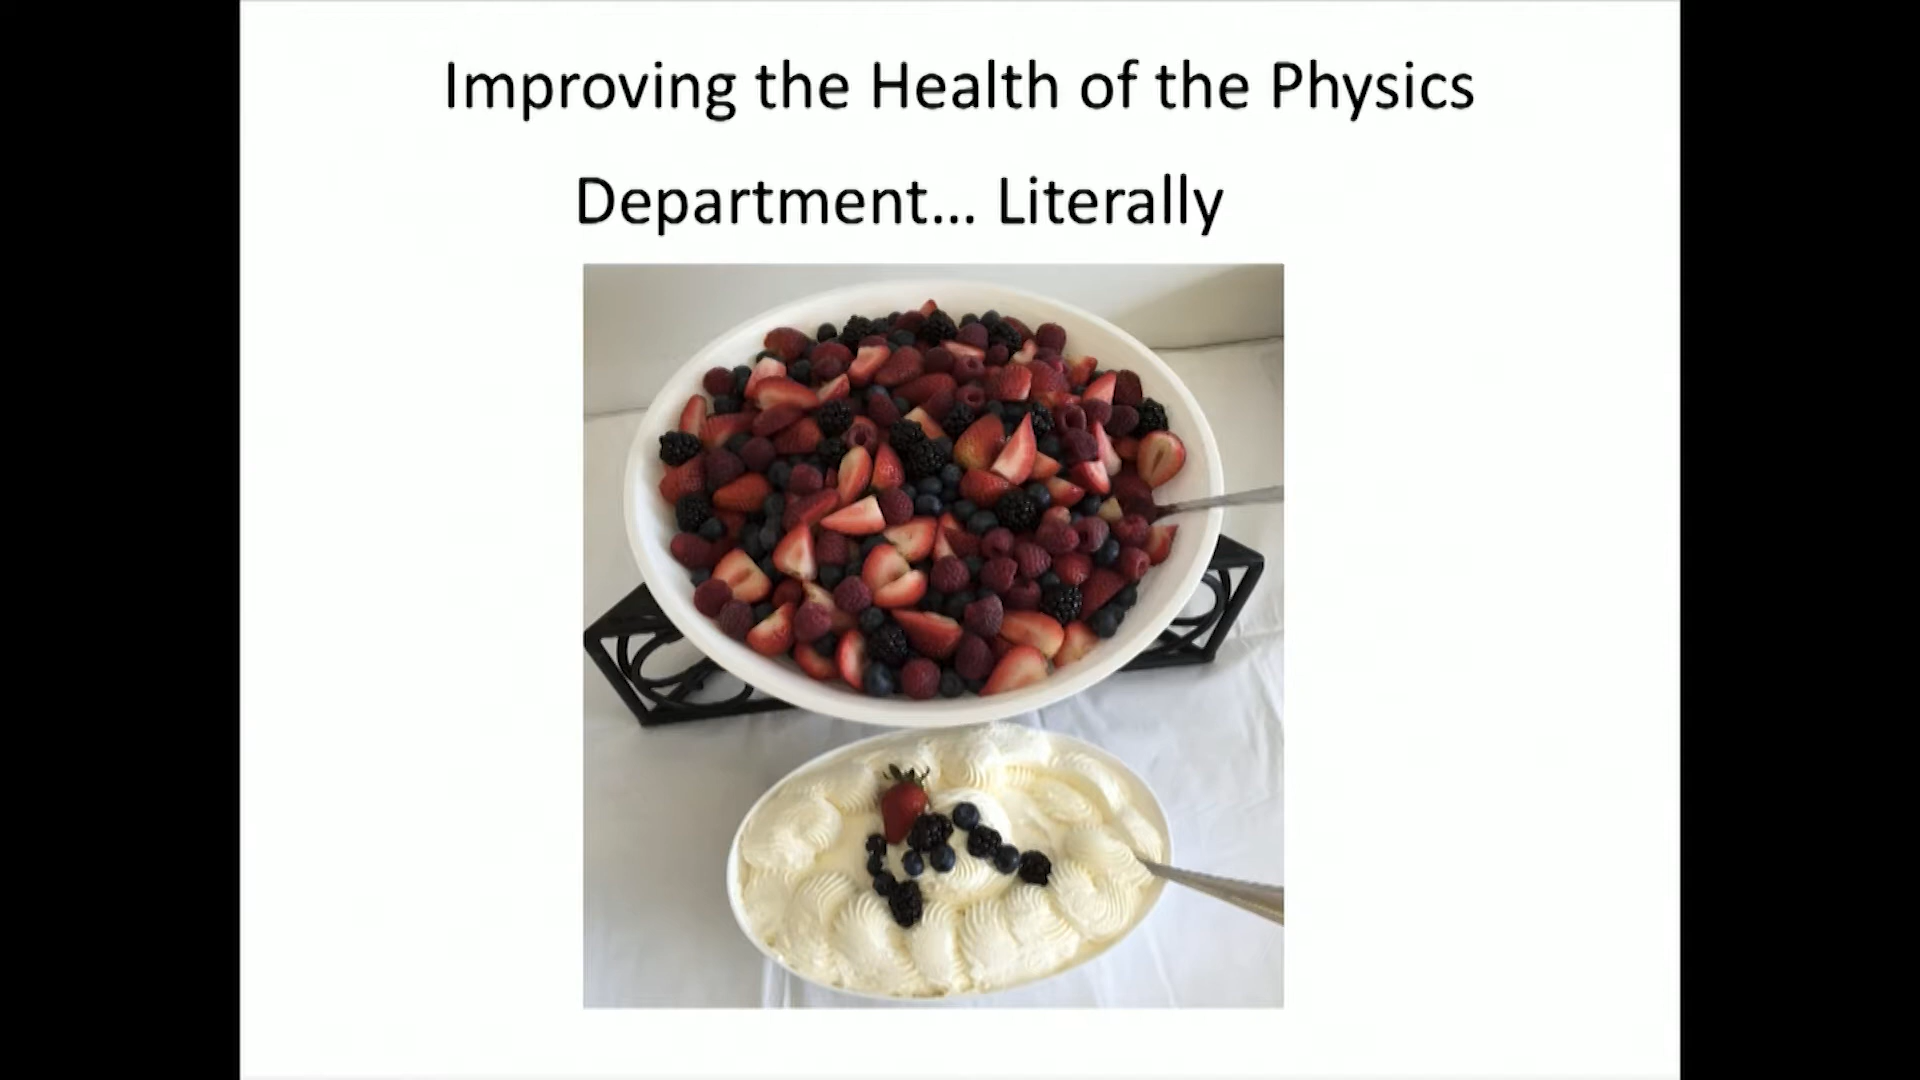 Improving the Health of the Physics
Department... Literally